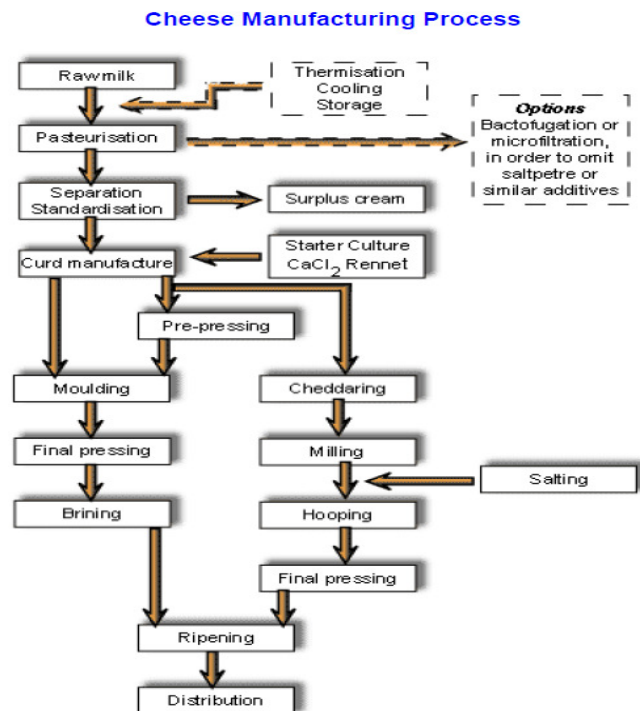 Cheese Manufacturing Process
Rawmilk
Thermisation
Cooling
Storage
Options
Bactofugation or
microfiltration,
in order to omit
saltpetre or
similar additives
Pasteurisation
Separation
Standardisation
Surplus cream
Starter Culture
CaCl2 Rennet
Curd manufacture
Pre-pressing
Moulding
Cheddaring
Final pressing
Milling
Salting
Brining
Hooping
Final pressing
Ripening
Distribution